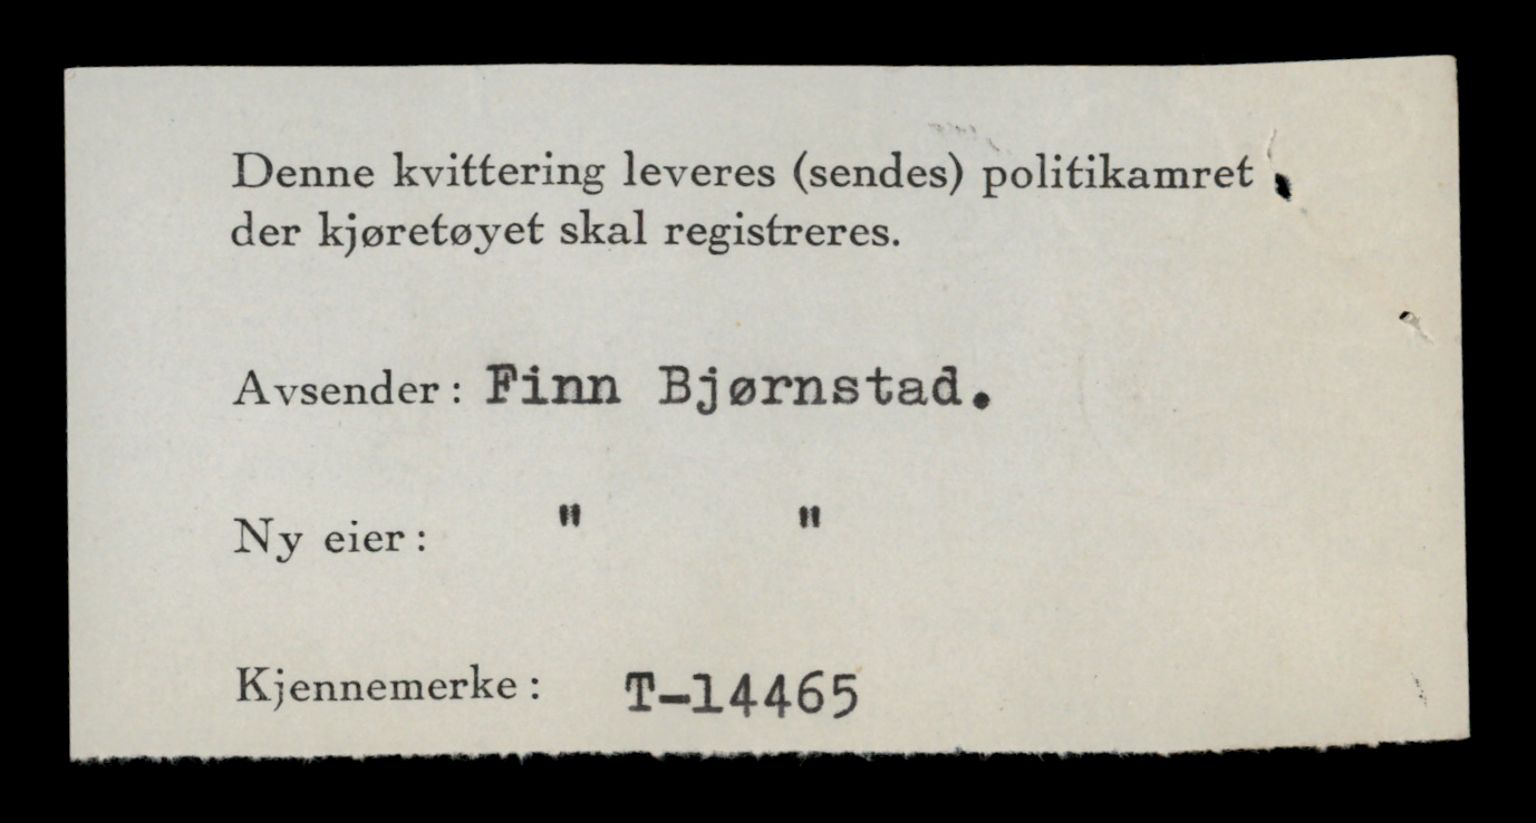 Denne kvittering leveres (sendes) politikamret
der kjøretøyet skal registreres.
Avsender: Finn Bjørnstad.
Ny eier: " "
Kjennemerke: T-14465